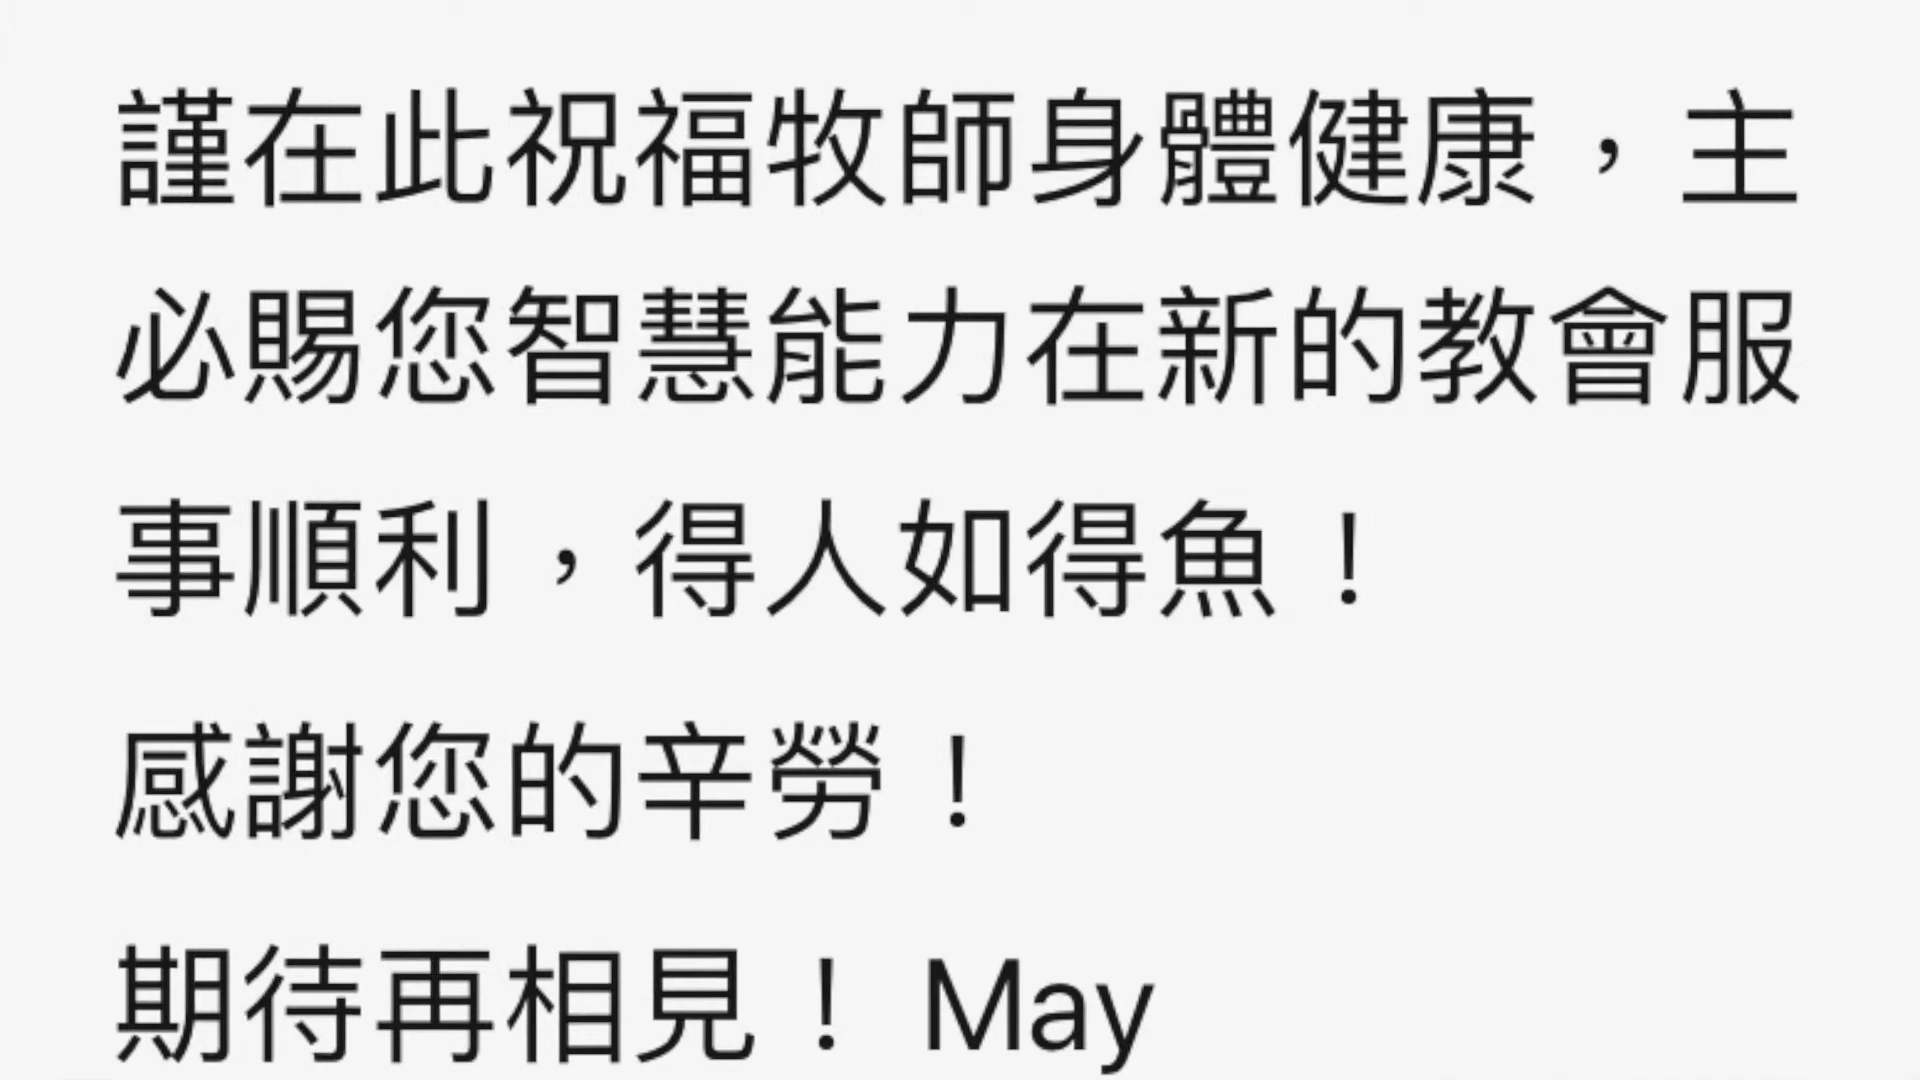 謹在此祝福牧師身體健康，主
必賜您智慧能力在新的教會服
事順利，得人如得魚！
感謝您的辛勞！
期待再相見！ May